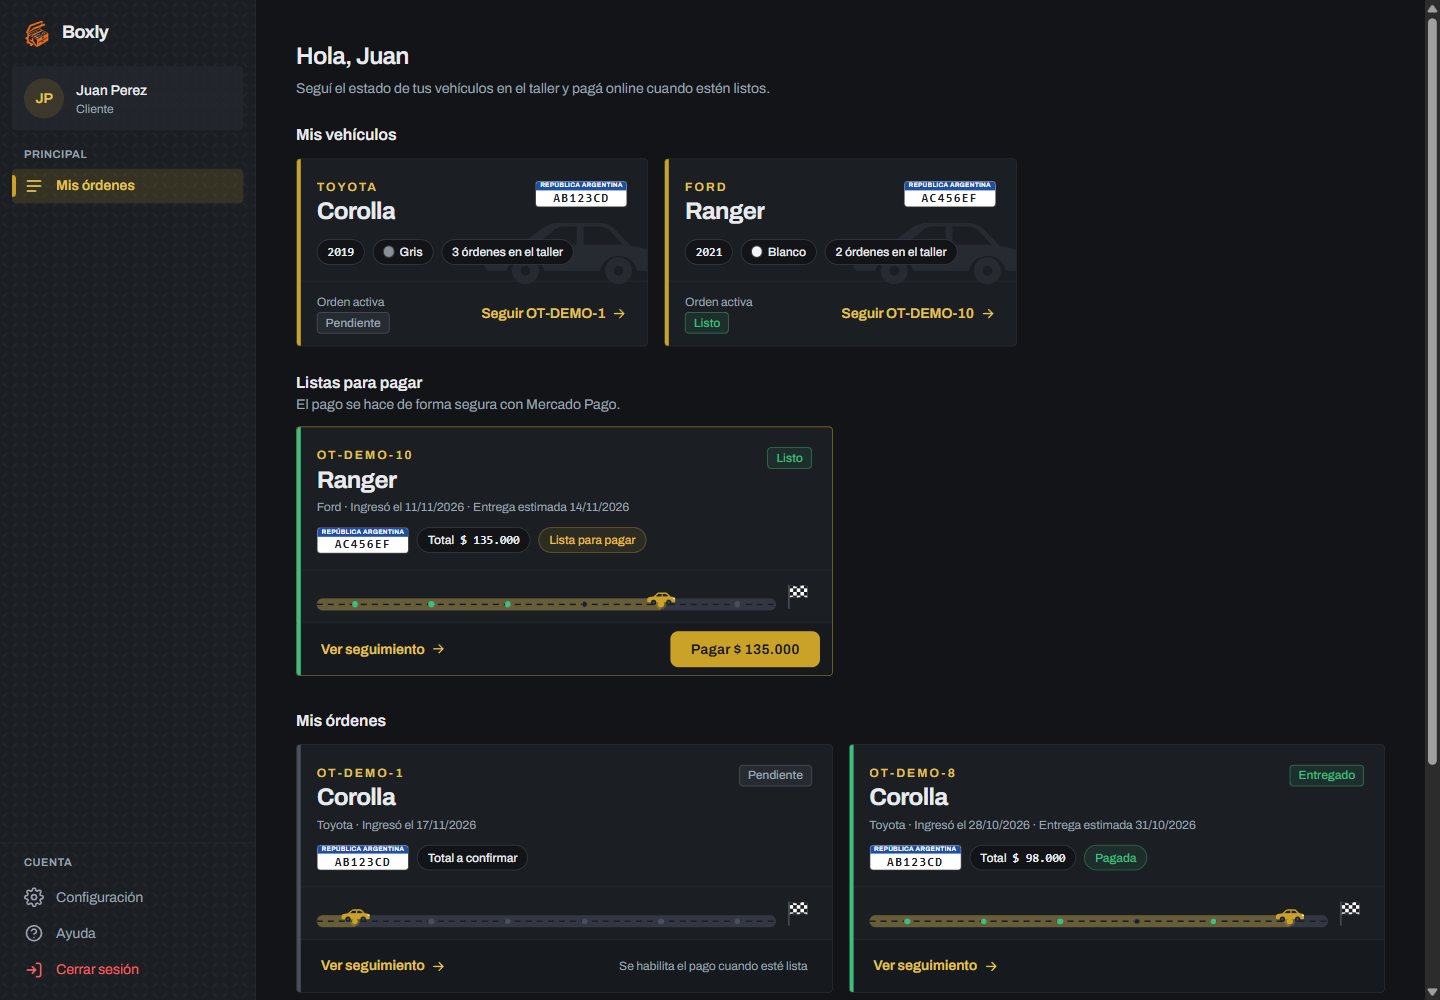 Boxly
JP
Juan Perez
Cliente
PRINCIPAL
Mis órdenes
CUENTA
Configuración
Ayuda
Cerrar sesión
Hola, Juan
Seguí el estado de tus vehículos en el taller y pagá online cuando estén listos.
Mis vehículos
TOYOTA
REPÚBLICA ARGENTINA
AB123CD
Corolla
2019
Gris
3 órdenes en el taller
Orden activa
Pendiente
Seguir OT-DEMO-1 →
FORD
REPÚBLICA ARGENTINA
AC456EF
Ranger
2021
Blanco
2 órdenes en el taller
Orden activa
Listo
Seguir OT-DEMO-10 →
Listas para pagar
El pago se hace de forma segura con Mercado Pago.
OT-DEMO-10
Listo
Ranger
Ford · Ingresó el 11/11/2026 · Entrega estimada 14/11/2026
REPÚBLICA ARGENTINA
AC456EF
Total $ 135.000
Lista para pagar
Ver seguimiento →
Pagar $ 135.000
Mis órdenes
OT-DEMO-1
Pendiente
Corolla
Toyota · Ingresó el 17/11/2026
REPÚBLICA ARGENTINA
AB123CD
Total a confirmar
Ver seguimiento →
Se habilita el pago cuando esté lista
OT-DEMO-8
Entregado
Corolla
Toyota · Ingresó el 28/10/2026 · Entrega estimada 31/10/2026
REPÚBLICA ARGENTINA
AB123CD
Total $ 98.000
Pagada
Ver seguimiento →